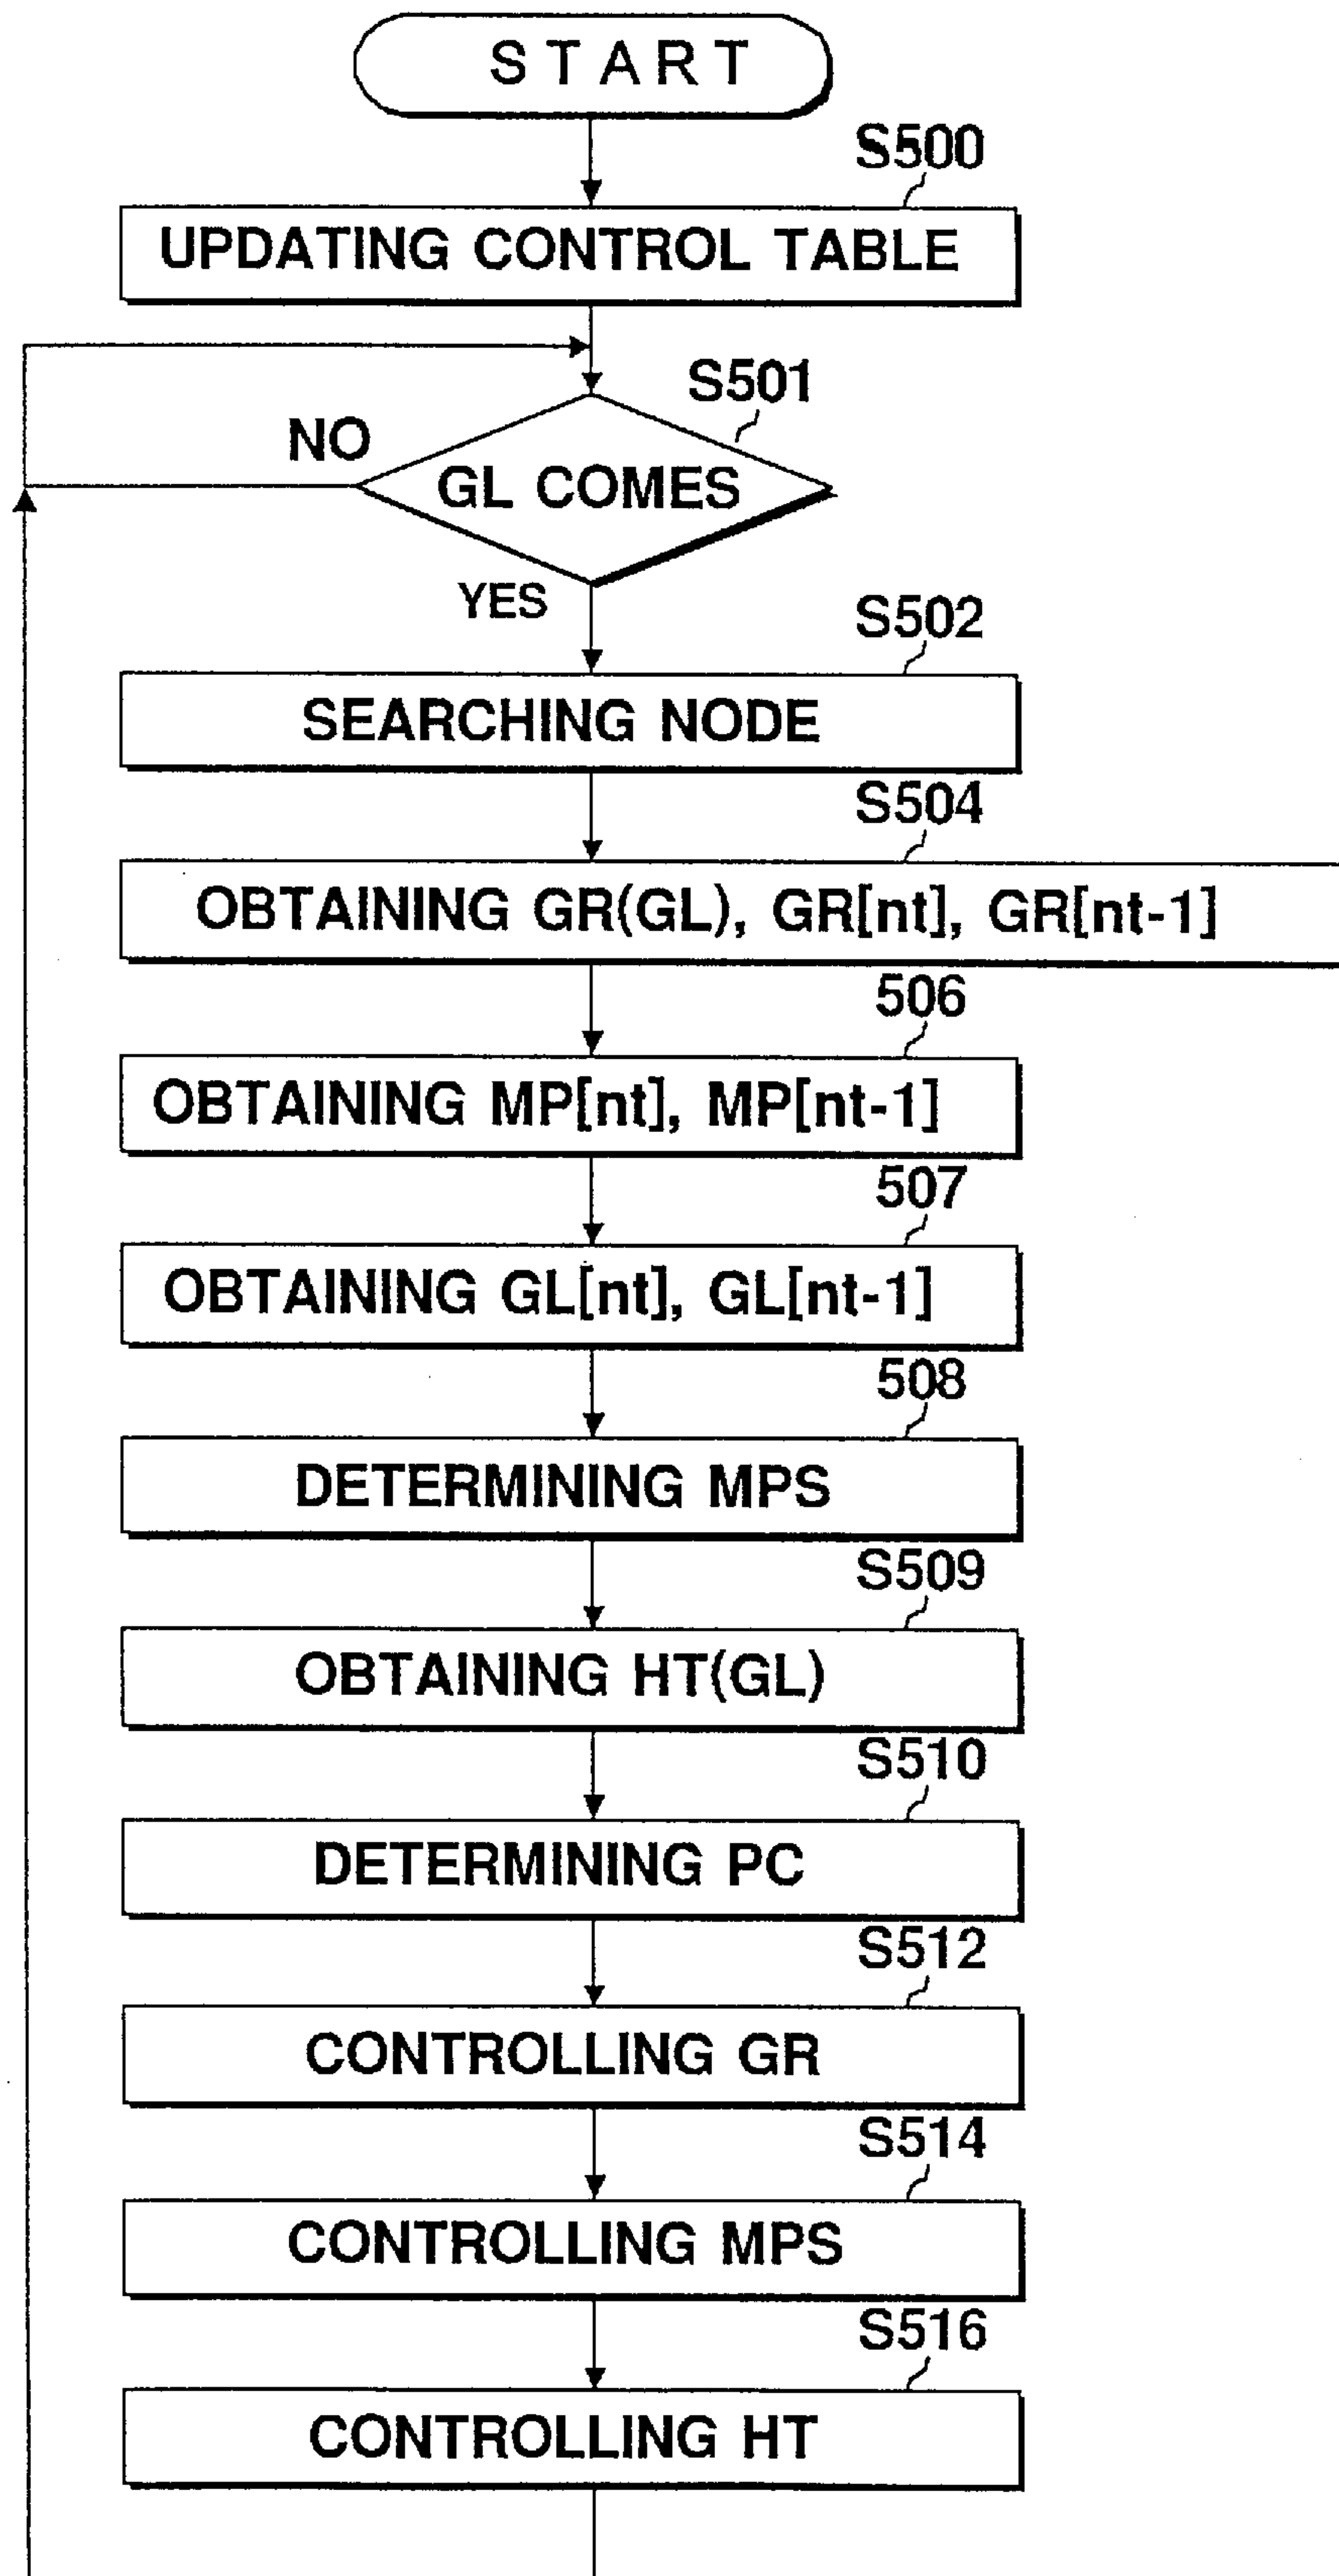 START
S500
UPDATING CONTROL TABLE
S501
NO
GL COMES
YES
S502
SEARCHING NODE
S504
OBTAINING GR(GL), GR[nt], GR[nt-1]
506
OBTAINING MP[nt], MP[nt-1]
507
OBTAINING GL[nt], GL[nt-1]
508
DETERMINING MPS
S509
OBTAINING HT(GL)
S510
DETERMINING PC
S512
CONTROLLING GR
S514
CONTROLLING MPS
S516
CONTROLLING HT